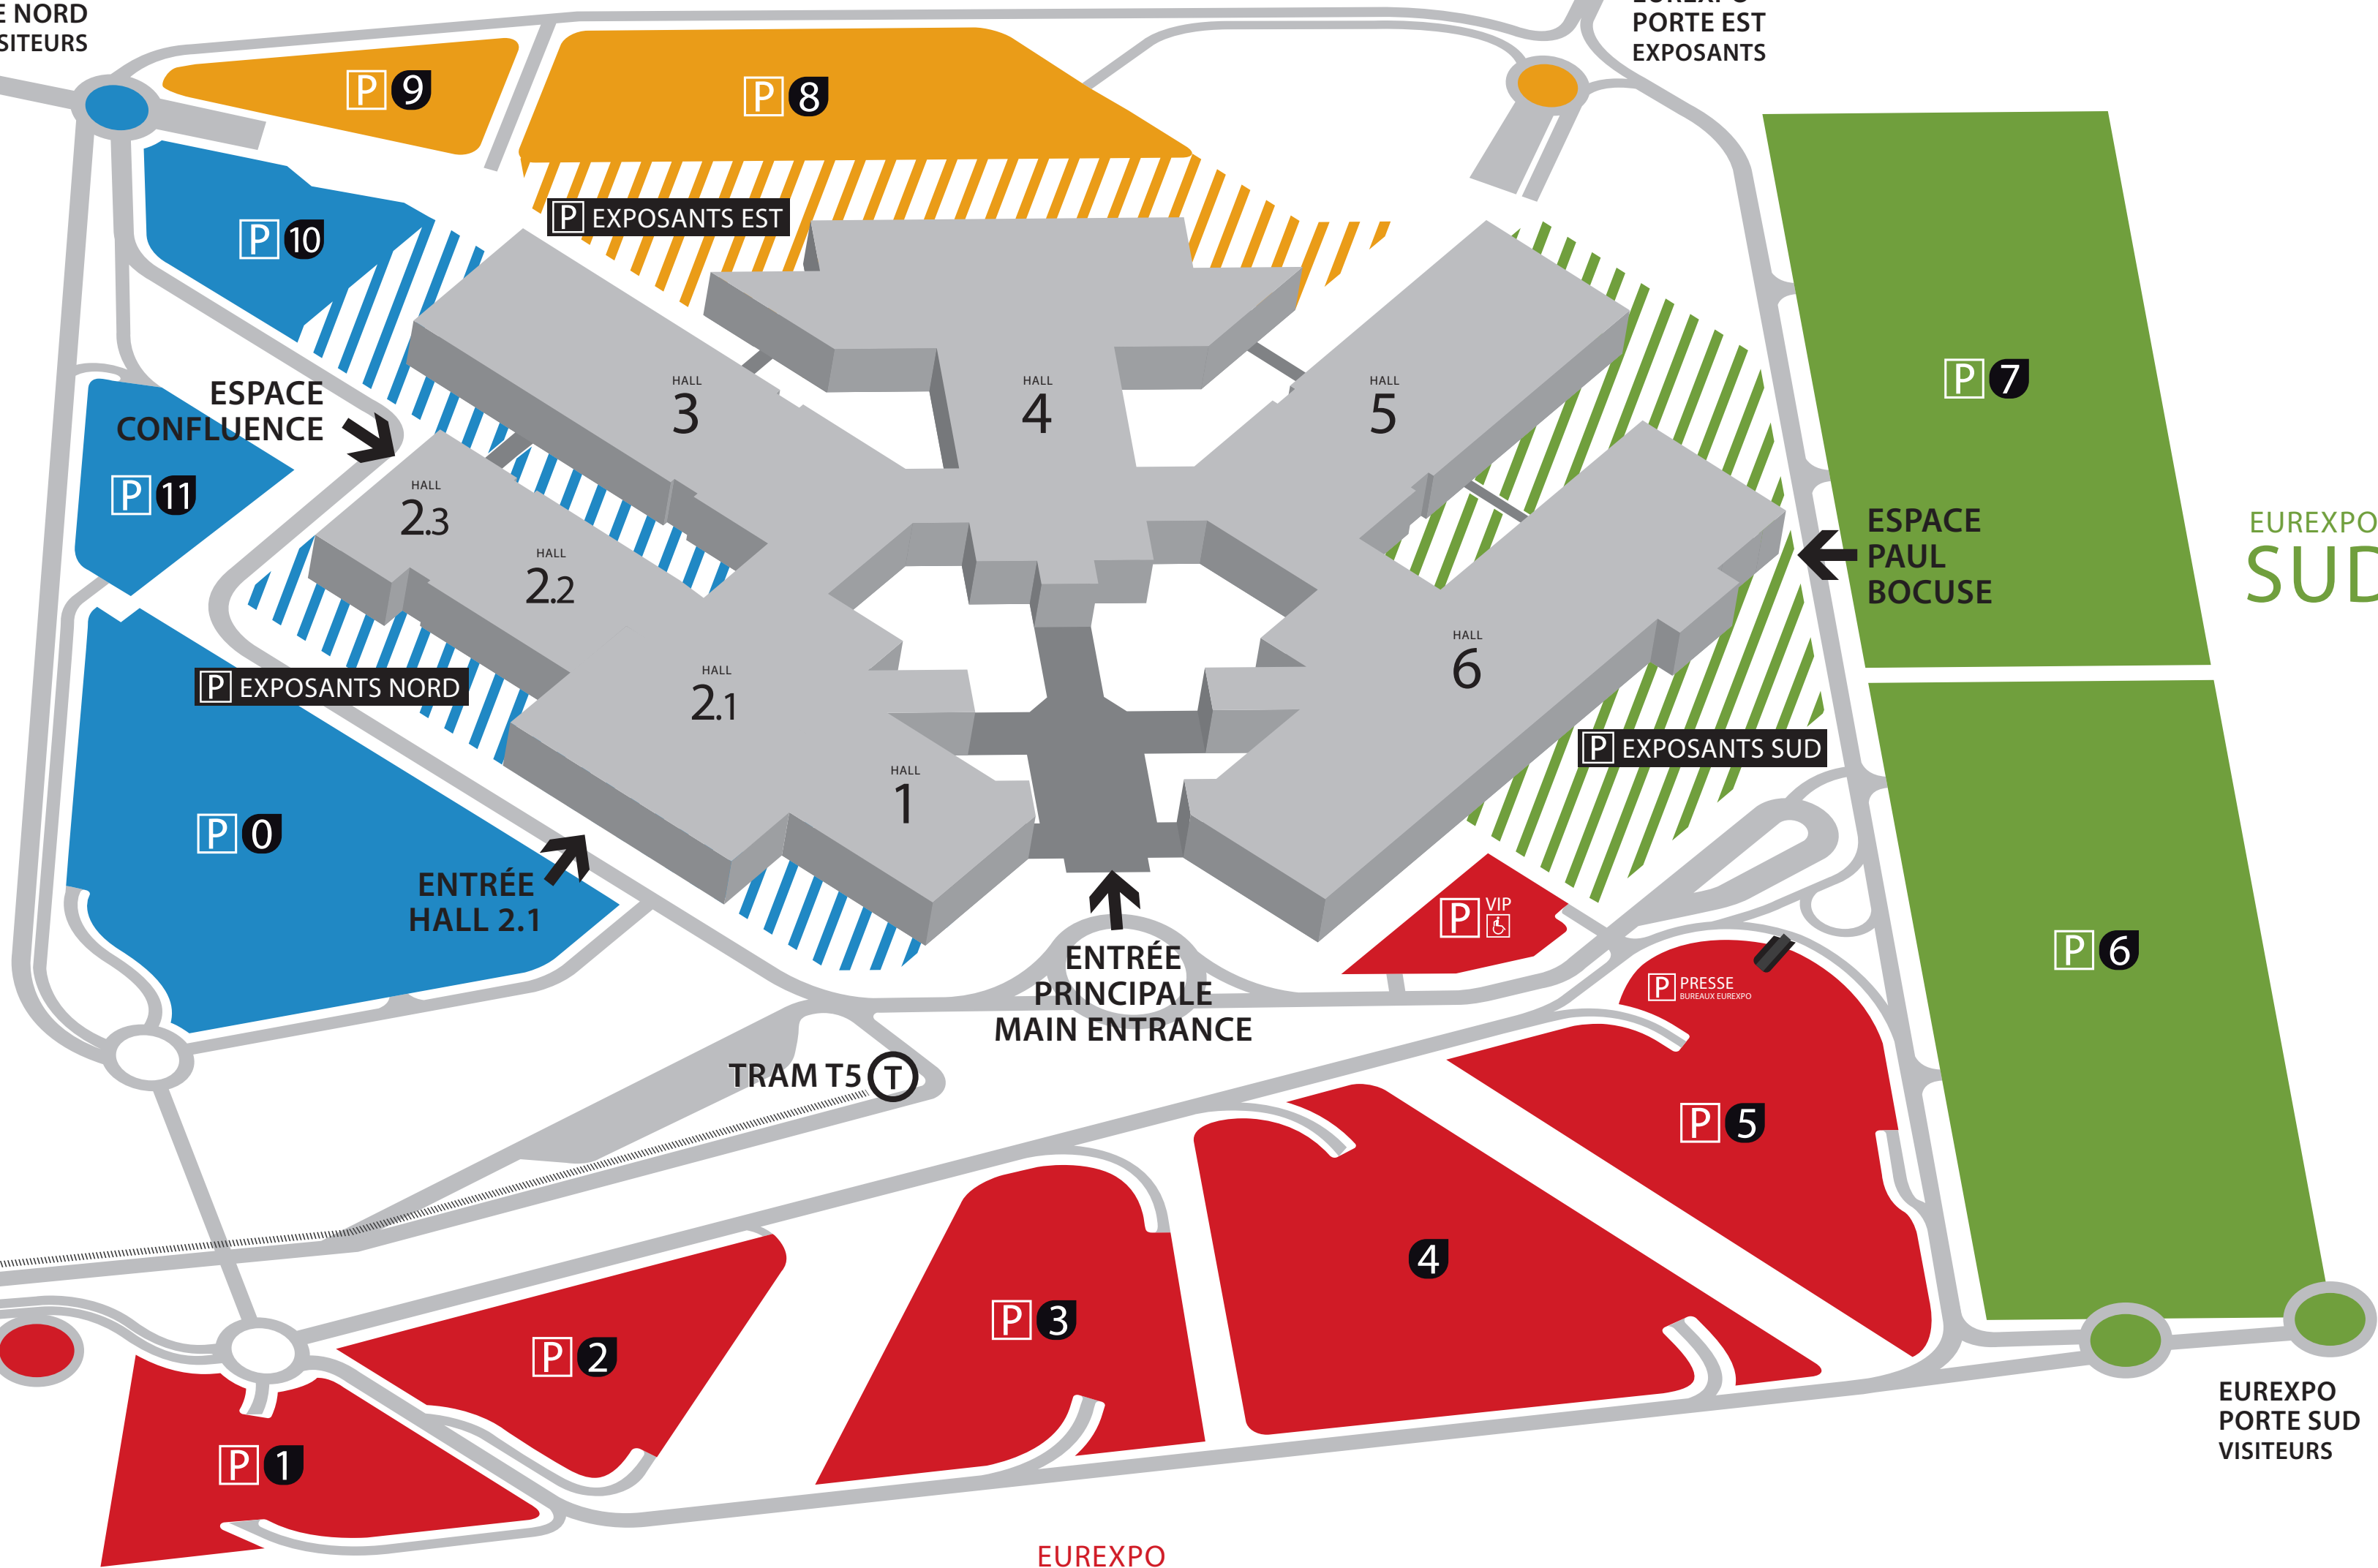 E NORD
SITEURS
EUREXPO
PORTE EST
EXPOSANTS
P 9
P 8
P 10
P EXPOSANTS EST
P 7
ESPACE
CONFLUENCE
HALL
3
HALL
4
HALL
5
P 11
HALL
2.3
HALL
2.2
ESPACE
PAUL
BOCUSE
EUREXPO
SUD
P EXPOSANTS NORD
HALL
2.1
HALL
6
P EXPOSANTS SUD
HALL
1
P 0
ENTRÉE
HALL 2.1
P VIP
P 6
ENTRÉE
PRINCIPALE
MAIN ENTRANCE
P PRESSE
BUREAUX EUREXPO
TRAM T5 T
P 5
4
P 3
P 2
P 1
EUREXPO
PORTE SUD
VISITEURS
EUREXPO